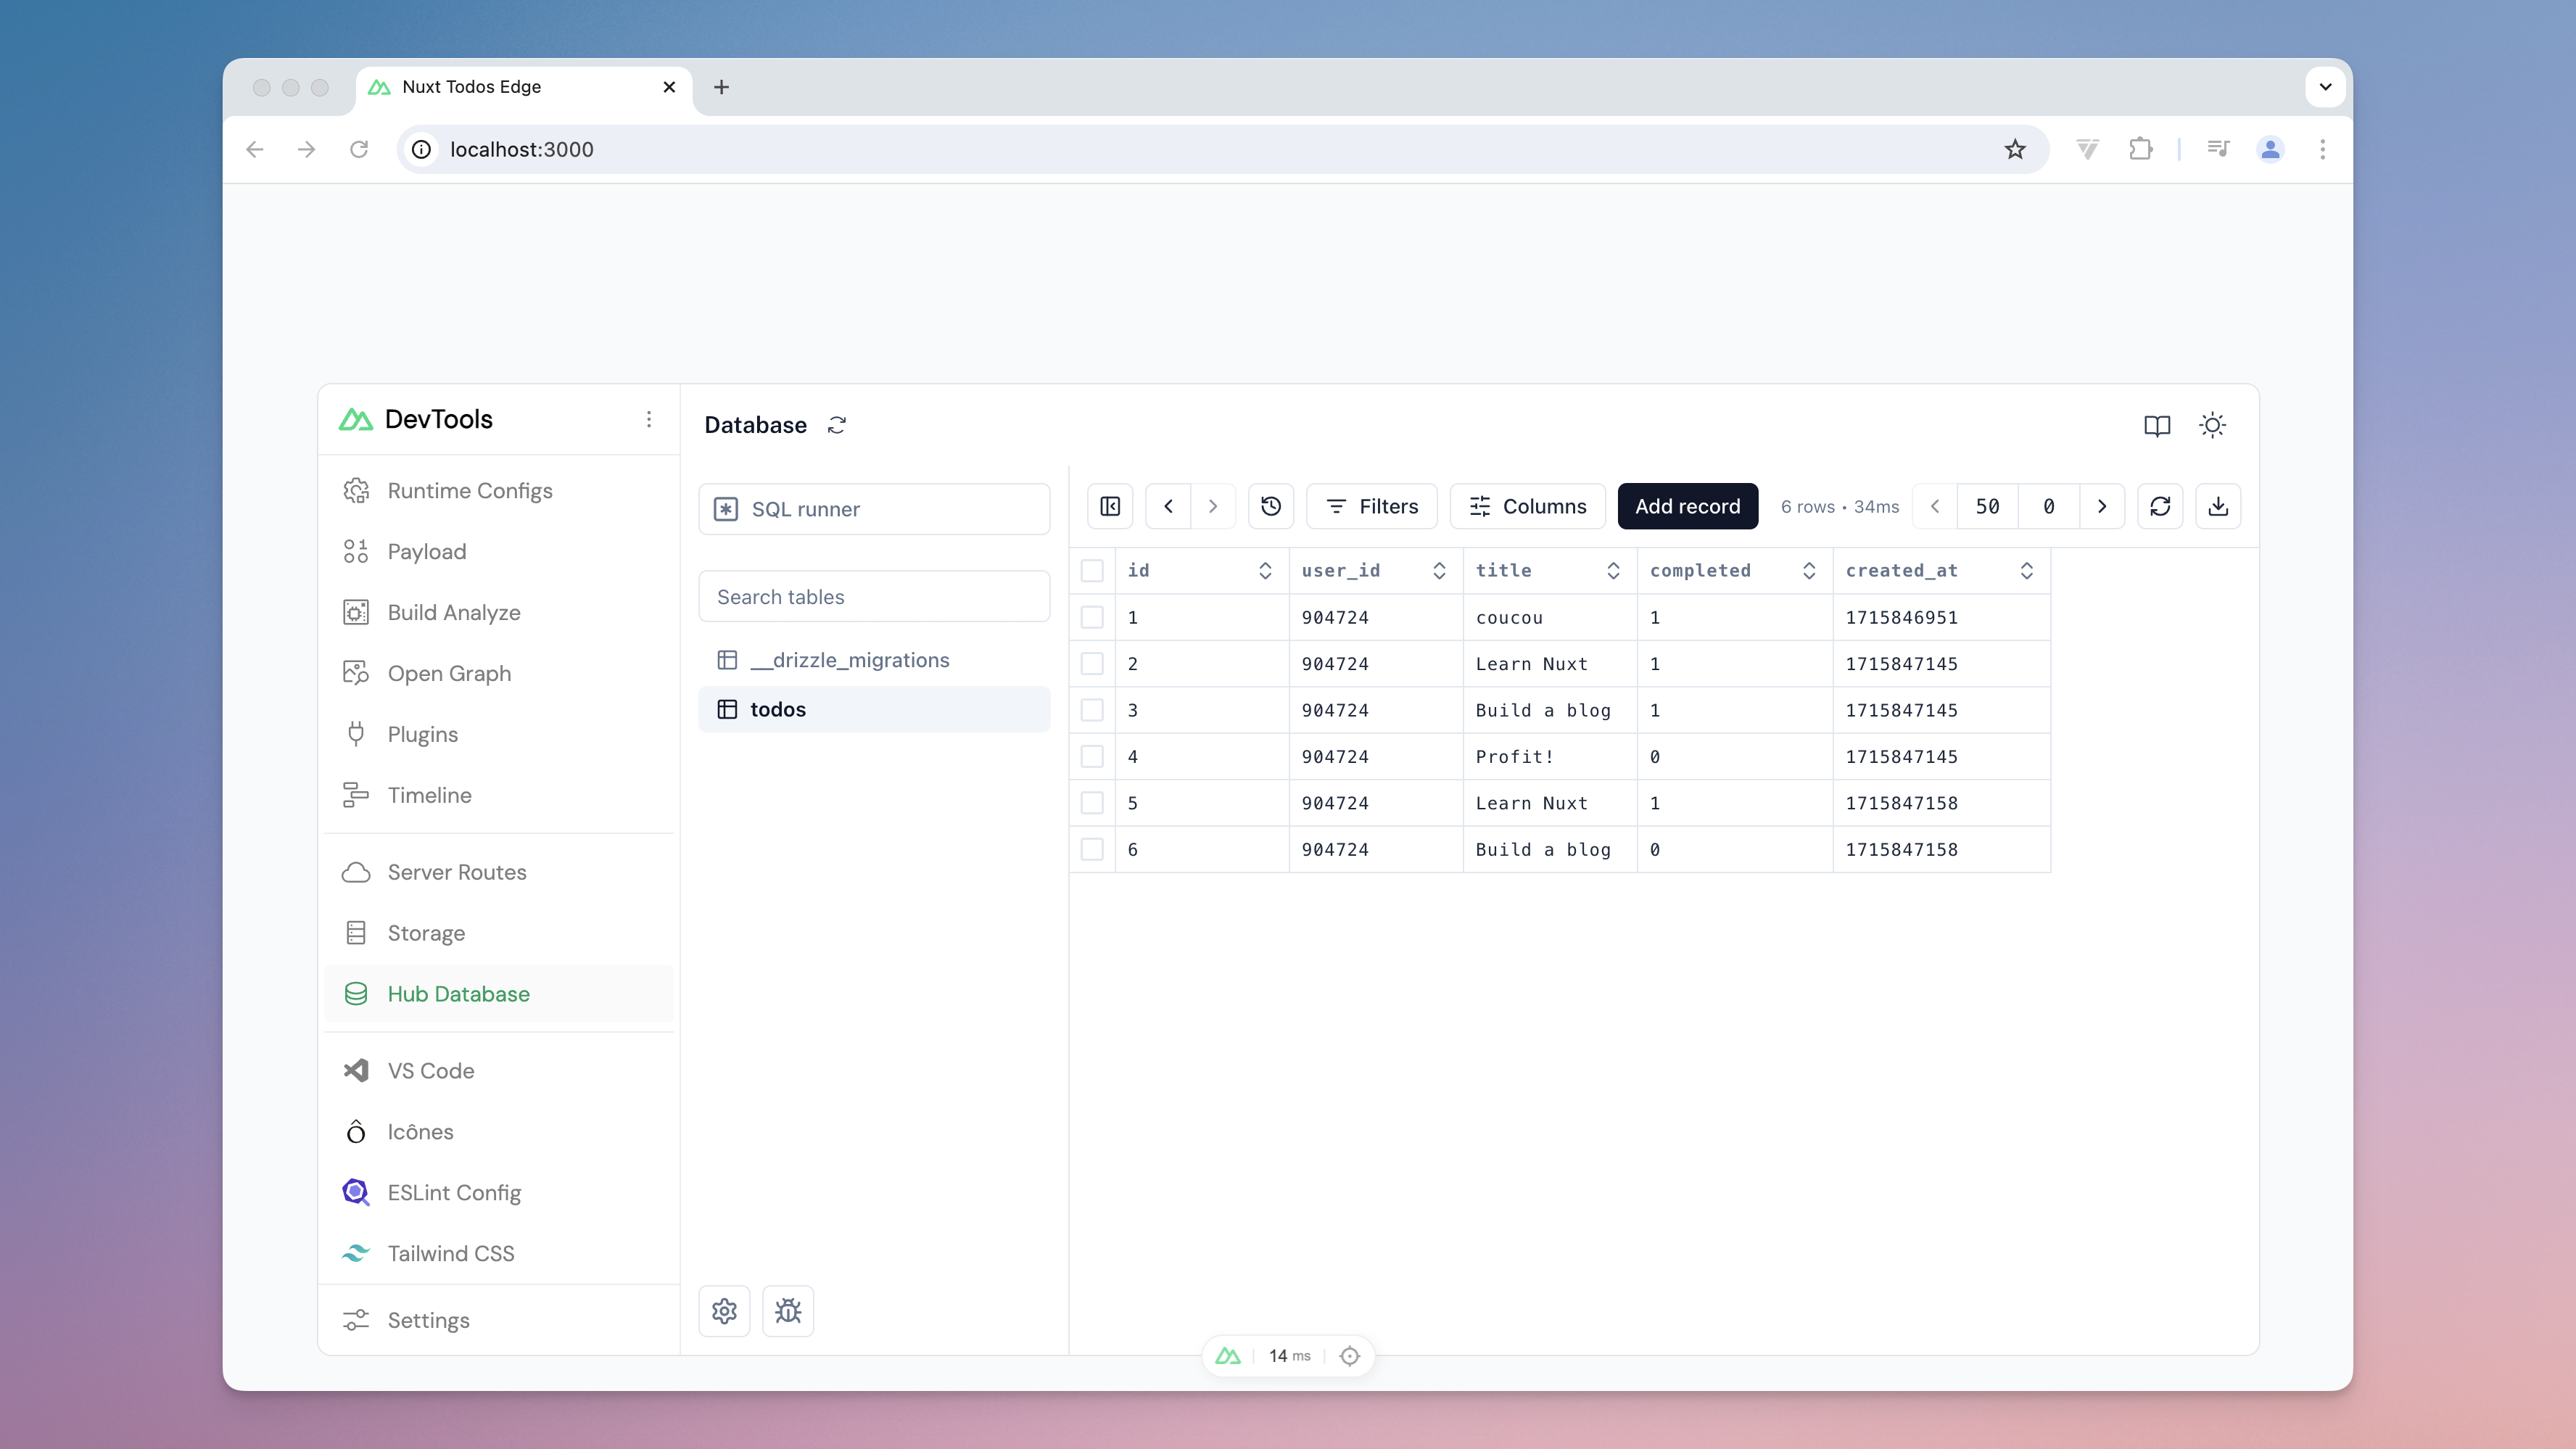 Nuxt Todos Edge
localhost:3000
DevTools
Runtime Configs
Payload
Build Analyze
Open Graph
Plugins
Timeline
Server Routes
Storage
Hub Database
VS Code
Icônes
ESLint Config
Tailwind CSS
Settings
Database
SQL runner
Search tables
__drizzle_migrations
todos
Filters Columns Add record 6 rows • 34ms 50 0
id user_id title completed created_at
1 904724 coucou 1 1715846951
2 904724 Learn Nuxt 1 1715847145
3 904724 Build a blog 1 1715847145
4 904724 Profit! 0 1715847145
5 904724 Learn Nuxt 1 1715847158
6 904724 Build a blog 0 1715847158
14 ms